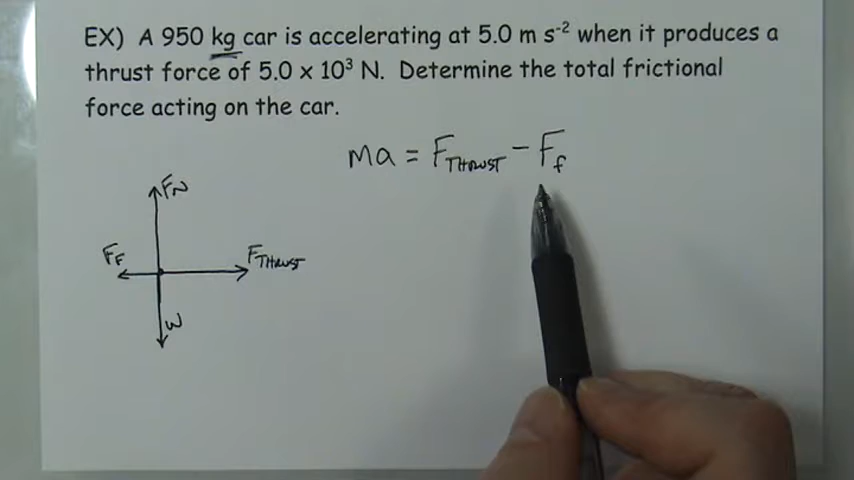 EX) A 950 kg car is accelerating at 5.0 m s⁻² when it produces a
thrust force of 5.0 x 10³ N. Determine the total frictional
force acting on the car.
ma = F_THRUST - F_f
F_N
F_F
F_THRUST
W